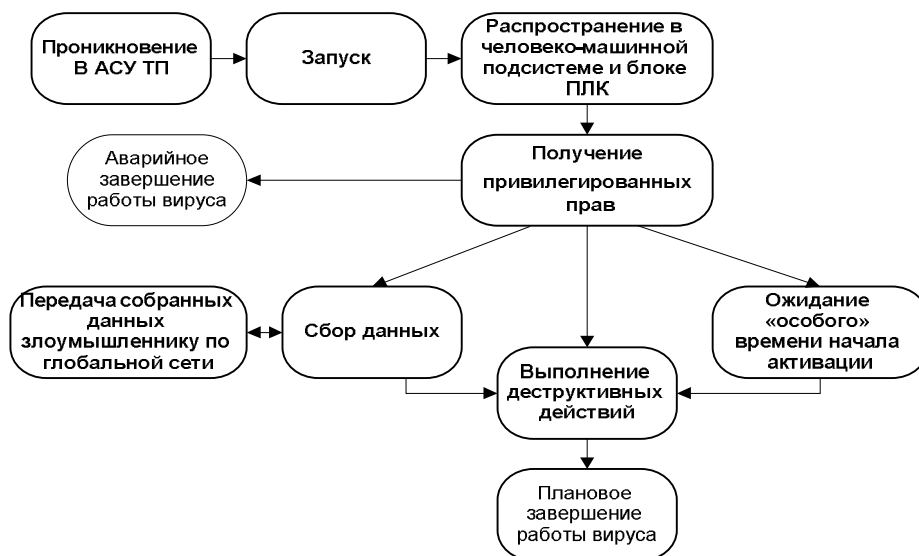 Проникновение
В АСУ ТП
Запуск
Распространение в
человеко-машинной
подсистеме и блоке
ПЛК
Аварийное
завершение
работы вируса
Получение
привилегированных
прав
Передача собранных
данных
злоумышленнику по
глобальной сети
Сбор данных
Ожидание
«особого»
времени начала
активации
Выполнение
деструктивных
действий
Плановое
завершение
работы вируса